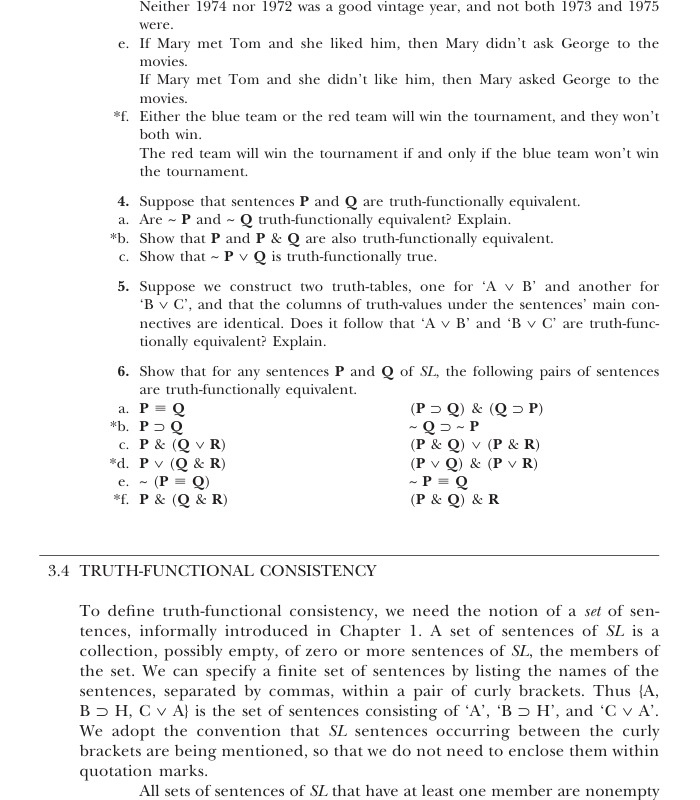 Neither 1974 nor 1972 was a good vintage year, and not both 1973 and 1975
were.
e. If Mary met Tom and she liked him, then Mary didn't ask George to the
movies.
If Mary met Tom and she didn't like him, then Mary asked George to the
movies.
*f. Either the blue team or the red team will win the tournament, and they won't
both win.
The red team will win the tournament if and only if the blue team won't win
the tournament.
4. Suppose that sentences P and Q are truth-functionally equivalent.
a. Are ~ P and ~ Q truth-functionally equivalent? Explain.
*b. Show that P and P & Q are also truth-functionally equivalent.
c. Show that ~ P ∨ Q is truth-functionally true.
5. Suppose we construct two truth-tables, one for ‘A ∨ B’ and another for
‘B ∨ C’, and that the columns of truth-values under the sentences’ main con-
nectives are identical. Does it follow that ‘A ∨ B’ and ‘B ∨ C’ are truth-func-
tionally equivalent? Explain.
6. Show that for any sentences P and Q of SL, the following pairs of sentences
are truth-functionally equivalent.
a. P ≡ Q (P ⊃ Q) & (Q ⊃ P)
*b. P ⊃ Q ~ Q ⊃ ~ P
c. P & (Q ∨ R) (P & Q) ∨ (P & R)
*d. P ∨ (Q & R) (P ∨ Q) & (P ∨ R)
e. ~ (P ≡ Q) ~ P ≡ Q
*f. P & (Q & R) (P & Q) & R
3.4 TRUTH-FUNCTIONAL CONSISTENCY
To define truth-functional consistency, we need the notion of a set of sen-
tences, informally introduced in Chapter 1. A set of sentences of SL is a
collection, possibly empty, of zero or more sentences of SL, the members of
the set. We can specify a finite set of sentences by listing the names of the
sentences, separated by commas, within a pair of curly brackets. Thus {A,
B ⊃ H, C ∨ A} is the set of sentences consisting of ‘A’, ‘B ⊃ H’, and ‘C ∨ A’.
We adopt the convention that SL sentences occurring between the curly
brackets are being mentioned, so that we do not need to enclose them within
quotation marks.
All sets of sentences of SL that have at least one member are nonempty